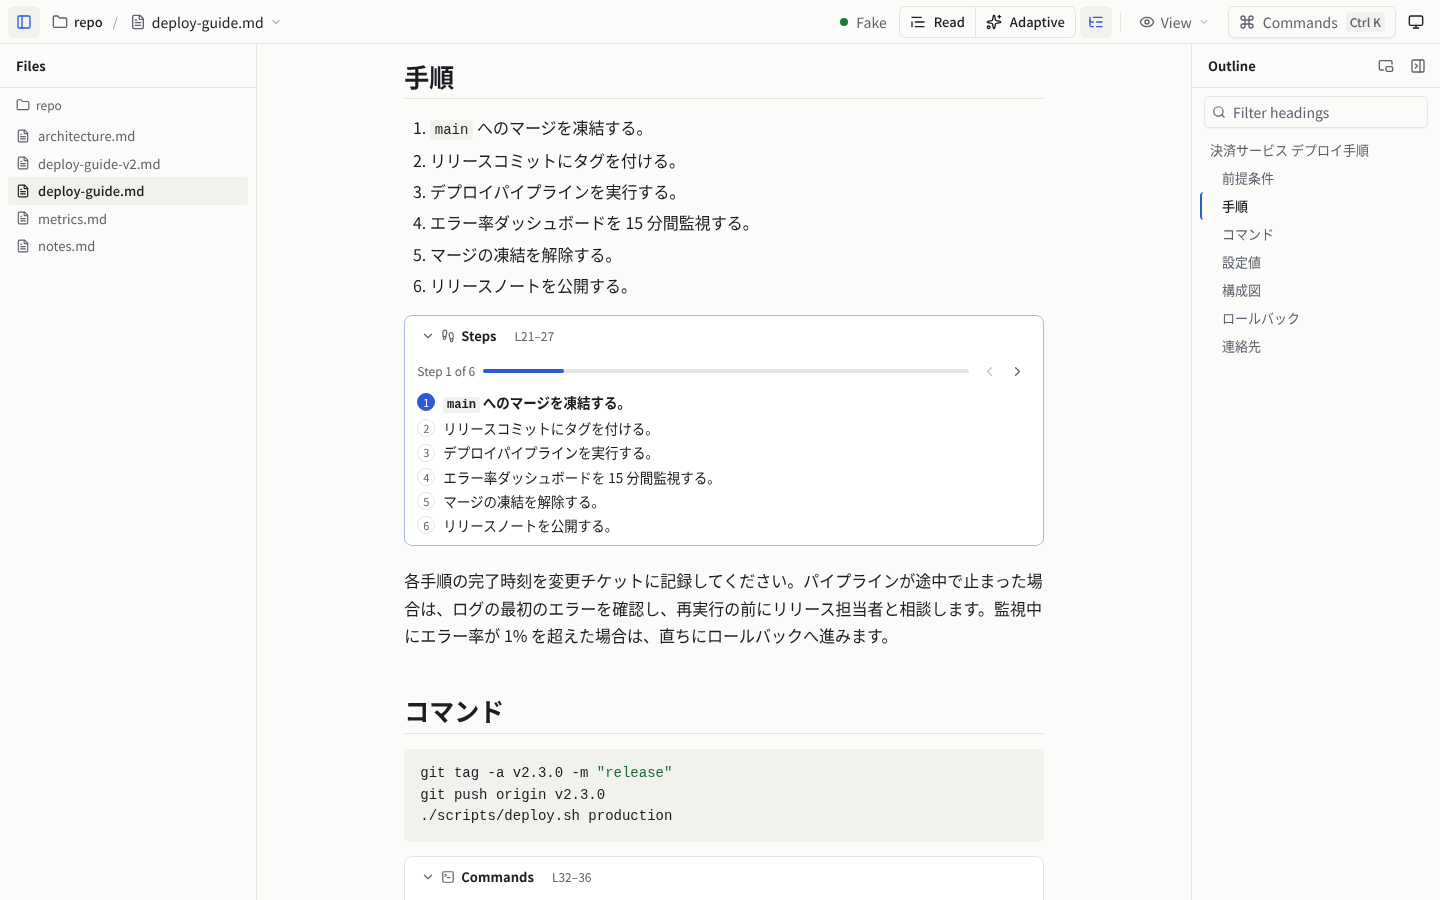 repo / deploy-guide.md
Fake
Read
Adaptive
View
Commands Ctrl K
Files
repo
architecture.md
deploy-guide-v2.md
deploy-guide.md
metrics.md
notes.md
手順
1. main へのマージを凍結する。
2. リリースコミットにタグを付ける。
3. デプロイパイプラインを実行する。
4. エラー率ダッシュボードを 15 分間監視する。
5. マージの凍結を解除する。
6. リリースノートを公開する。
Steps L21–27
Step 1 of 6
1 main へのマージを凍結する。
2 リリースコミットにタグを付ける。
3 デプロイパイプラインを実行する。
4 エラー率ダッシュボードを 15 分間監視する。
5 マージの凍結を解除する。
6 リリースノートを公開する。
各手順の完了時刻を変更チケットに記録してください。パイプラインが途中で止まった場
合は、ログの最初のエラーを確認し、再実行の前にリリース担当者と相談します。監視中
にエラー率が 1% を超えた場合は、直ちにロールバックへ進みます。
コマンド
git tag -a v2.3.0 -m "release"
git push origin v2.3.0
./scripts/deploy.sh production
Commands L32–36
Outline
Filter headings
決済サービス デプロイ手順
前提条件
手順
コマンド
設定値
構成図
ロールバック
連絡先